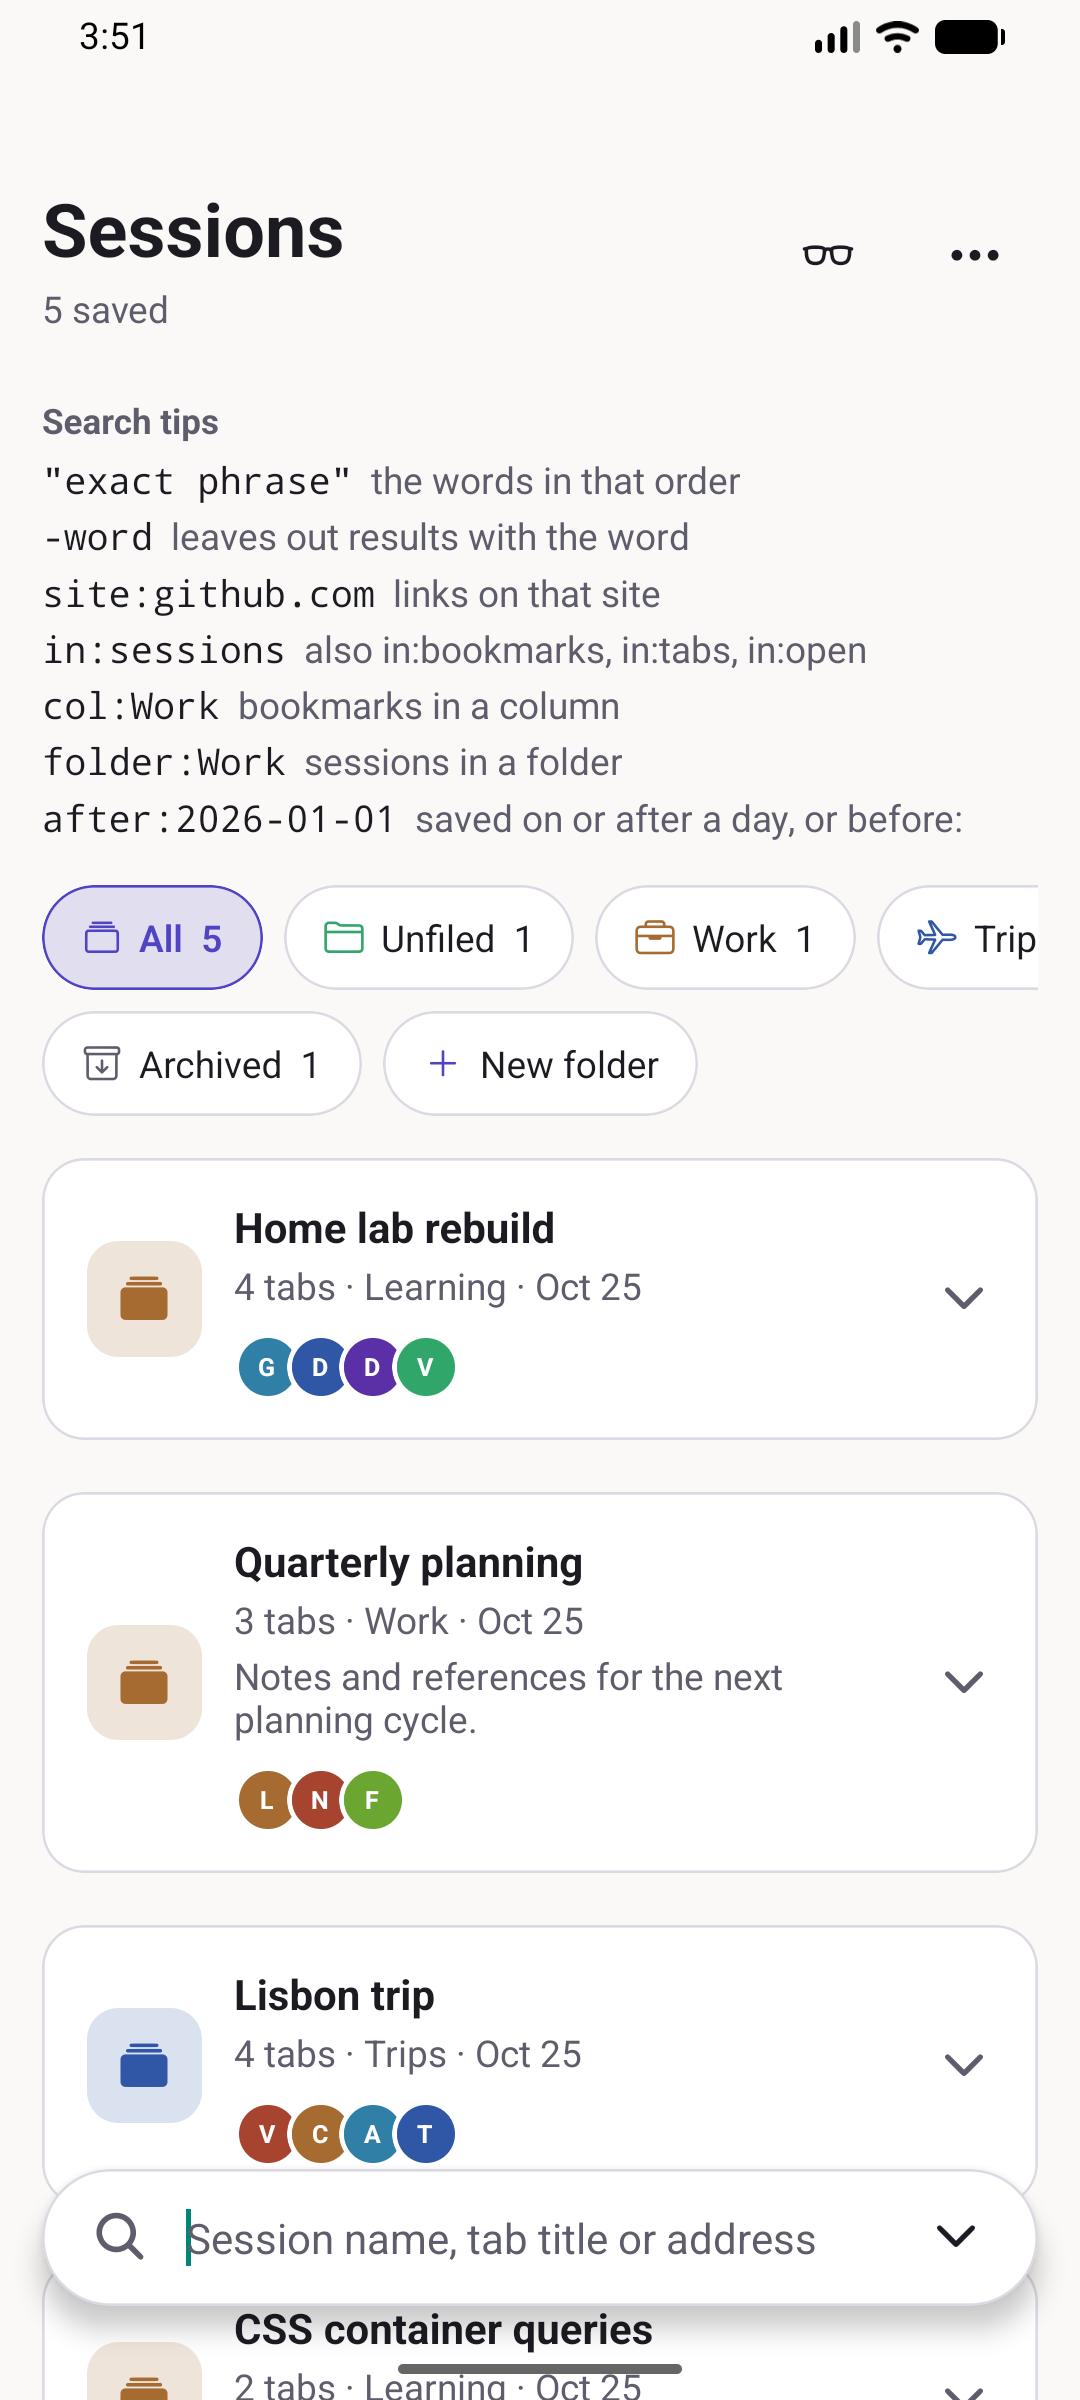 3:51
Sessions
5 saved
Search tips
"exact phrase" the words in that order
-word leaves out results with the word
site:github.com links on that site
in:sessions also in:bookmarks, in:tabs, in:open
col:Work bookmarks in a column
folder:Work sessions in a folder
after:2026-01-01 saved on or after a day, or before:
All 5 Unfiled 1 Work 1 Trip
Archived 1 New folder
Home lab rebuild
4 tabs · Learning · Oct 25
G D D V
Quarterly planning
3 tabs · Work · Oct 25
Notes and references for the next
planning cycle.
L N F
Lisbon trip
4 tabs · Trips · Oct 25
V C A T
Session name, tab title or address
CSS container queries
2 tabs · Learning · Oct 25